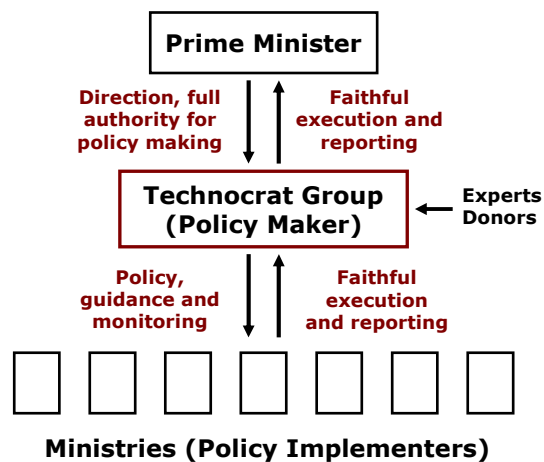 Prime Minister
Direction, full
authority for
policy making
Faithful
execution and
reporting
Technocrat Group
(Policy Maker)
Experts
Donors
Policy,
guidance and
monitoring
Faithful
execution
and reporting
Ministries (Policy Implementers)